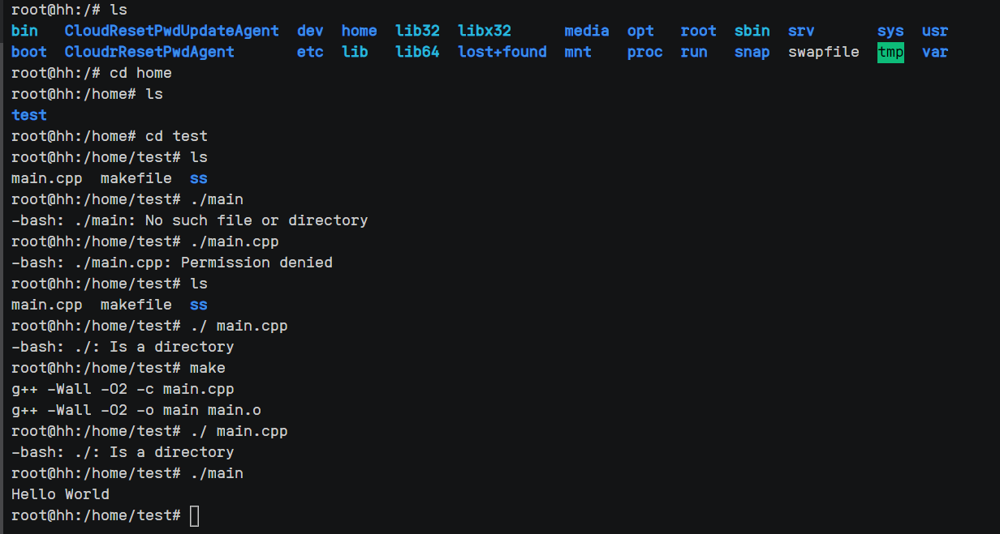 root@hh:/# ls
bin   CloudResetPwdUpdateAgent  dev  home  lib32  libx32      media  opt   root  sbin  srv       sys  usr
boot  CloudrResetPwdAgent       etc  lib   lib64  lost+found  mnt    proc  run   snap  swapfile  tmp  var
root@hh:/# cd home
root@hh:/home# ls
test
root@hh:/home# cd test
root@hh:/home/test# ls
main.cpp  makefile  ss
root@hh:/home/test# ./main
-bash: ./main: No such file or directory
root@hh:/home/test# ./main.cpp
-bash: ./main.cpp: Permission denied
root@hh:/home/test# ls
main.cpp  makefile  ss
root@hh:/home/test# ./ main.cpp
-bash: ./: Is a directory
root@hh:/home/test# make
g++ -Wall -O2 -c main.cpp
g++ -Wall -O2 -o main main.o
root@hh:/home/test# ./ main.cpp
-bash: ./: Is a directory
root@hh:/home/test# ./main
Hello World
root@hh:/home/test#